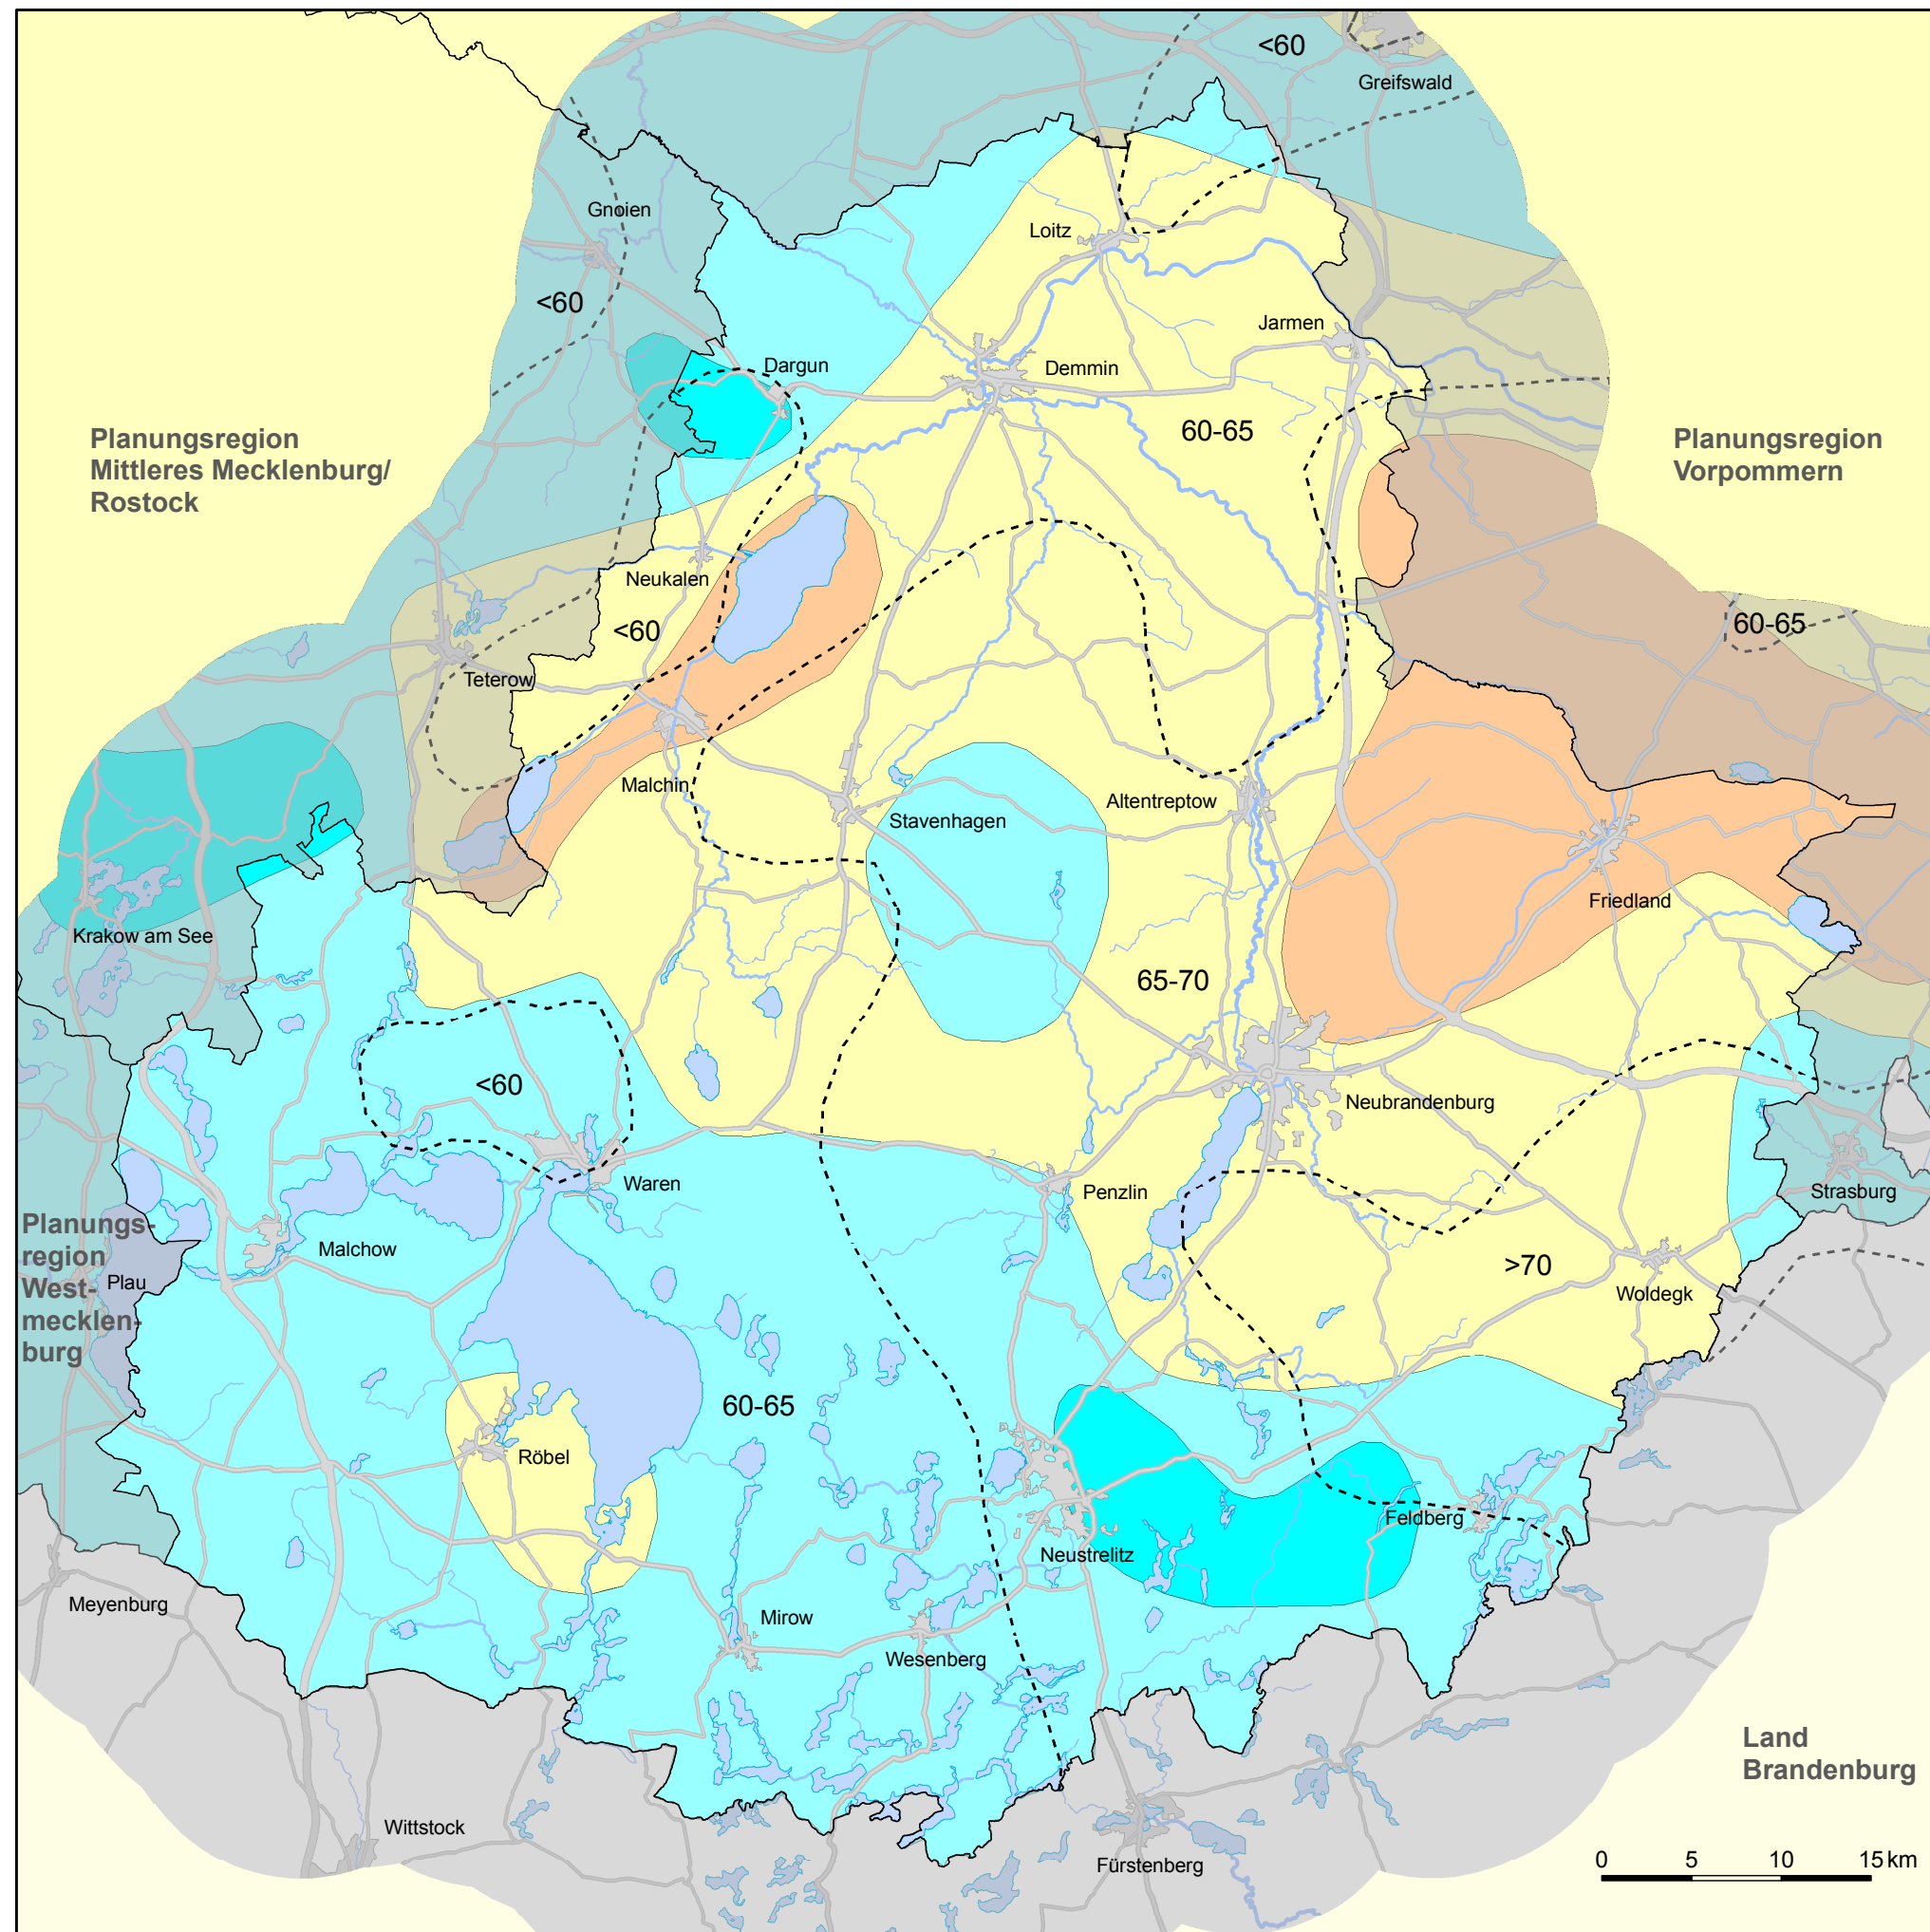 <60
Greifswald
Gnoien
Loitz
<60
Jarmen
Dargun
Demmin
60-65
Planungsregion
Mittleres Mecklenburg/
Rostock
Planungsregion
Vorpommern
Neukalen
<60
60-65
Teterow
Malchin
Stavenhagen
Altentreptow
Friedland
Krakow am See
65-70
<60
Neubrandenburg
Waren
Penzlin
Strasburg
Planungs-
region
West-
mecklen-
burg
Plau
Malchow
>70
Woldegk
60-65
Röbel
Feldberg
Neustrelitz
Meyenburg
Mirow
Wesenberg
Land
Brandenburg
Wittstock
Fürstenberg
0 5 10 15 km